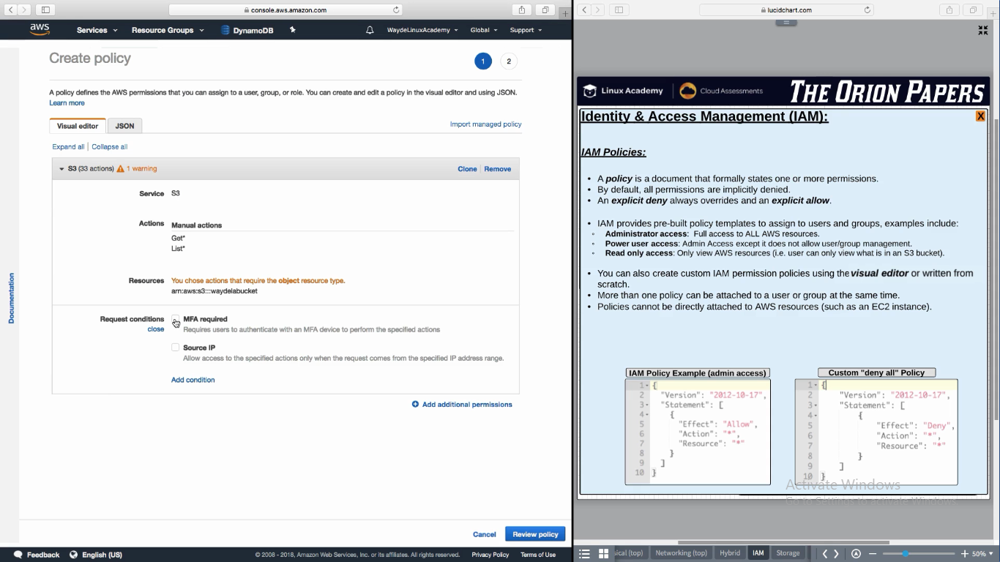 console.aws.amazon.com
aws
Services
Resource Groups
DynamoDB
WaydeLinuxAcademy
Global
Support
Create policy
1
2
A policy defines the AWS permissions that you can assign to a user, group, or role. You can create and edit a policy in the visual editor and using JSON.
Learn more
Visual editor
JSON
Import managed policy
Expand all | Collapse all
S3 (33 actions) 1 warning
Clone | Remove
Service S3
Actions Manual actions
Get*
List*
Resources You chose actions that require the object resource type.
arn:aws:s3:::waydelabucket
Request conditions MFA required
close Requires users to authenticate with an MFA device to perform the specified actions
Source IP
Allow access to the specified actions only when the request comes from the specified IP address range.
Add condition
Add additional permissions
Cancel
Review policy
Documentation
Feedback
English (US)
© 2008 - 2018, Amazon Web Services, Inc. or its affiliates. All rights reserved.
Privacy Policy
Terms of Use
lucidchart.com
Linux Academy
Cloud Assessments
THE ORION PAPERS
Identity & Access Management (IAM):
X
IAM Policies:
• A policy is a document that formally states one or more permissions.
• By default, all permissions are implicitly denied.
• An explicit deny always overrides and an explicit allow.
• IAM provides pre-built policy templates to assign to users and groups, examples include:
◦ Administrator access: Full access to ALL AWS resources.
◦ Power user access: Admin Access except it does not allow user/group management.
◦ Read only access: Only view AWS resources (i.e. user can only view what is in an S3 bucket).
• You can also create custom IAM permission policies using the visual editor or written from
scratch.
• More than one policy can be attached to a user or group at the same time.
• Policies cannot be directly attached to AWS resources (such as an EC2 instance).
IAM Policy Example (admin access)
1 {
2 "Version": "2012-10-17",
3 "Statement": [
4 {
5 "Effect": "Allow",
6 "Action": "*",
7 "Resource": "*"
8 }
9 ]
10 }
Custom "deny all" Policy
1 {
2 "Version": "2012-10-17",
3 "Statement": [
4 {
5 "Effect": "Deny",
6 "Action": "*",
7 "Resource": "*"
8 }
9 ]
10 }
Activate Windows
Go to Settings to activate Windows.
sical (top)
Networking (top)
Hybrid
IAM
Storage
50%